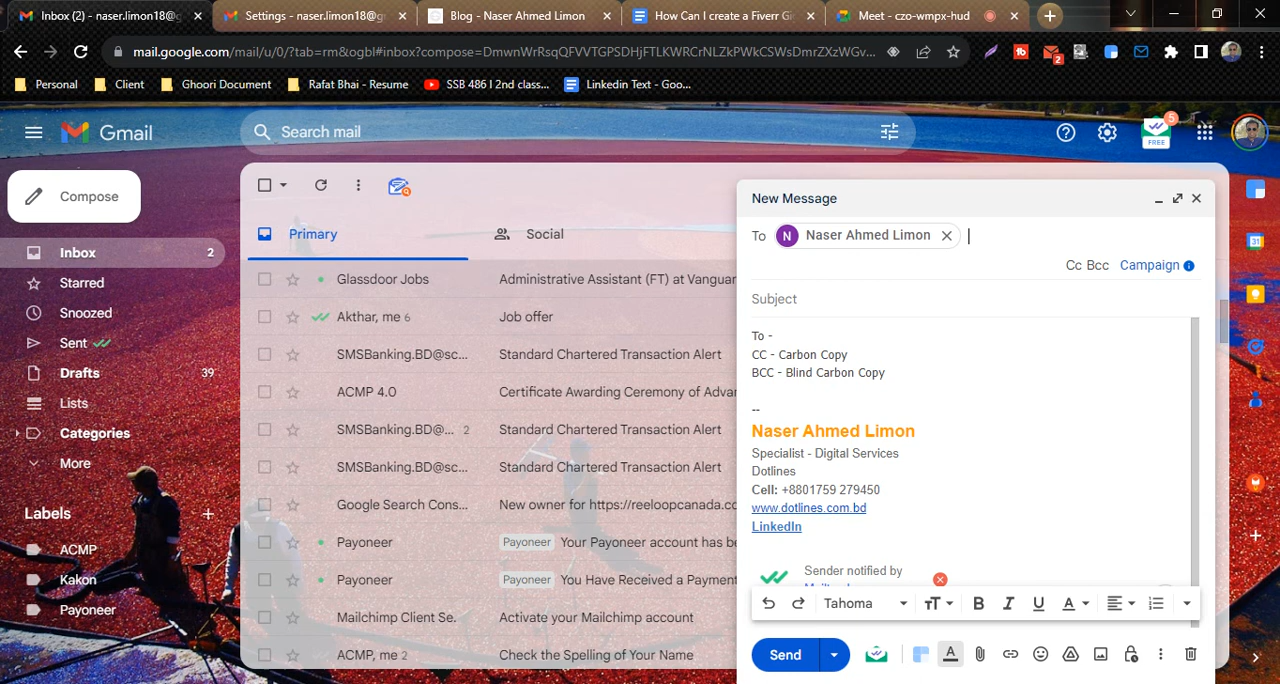 Inbox (2) - naser.limon18@g
Settings - naser.limon18@g
Blog - Naser Ahmed Limon
How Can I create a Fiverr Gi
Meet - czo-wmpx-hud
mail.google.com/mail/u/0/?tab=rm&ogbl#inbox?compose=DmwnWrRsqQFVVTGPSDHjFTLKWRCrNLZkPWkCSWsDmrZXzWGv...
2
Personal
Client
Ghoori Document
Rafat Bhai - Resume
SSB 486 l 2nd class...
Linkedin Text - Goo...
Gmail
Search mail
5
FREE
Compose
Inbox 2
Starred
Snoozed
Sent
Drafts 39
Lists
Categories
More
Labels
ACMP
Kakon
Payoneer
Primary
Social
Glassdoor Jobs Administrative Assistant (FT) at Vanguar
Akthar, me 6 Job offer
SMSBanking.BD@sc... Standard Chartered Transaction Alert
ACMP 4.0 Certificate Awarding Ceremony of Adva
SMSBanking.BD@... 2 Standard Chartered Transaction Alert
SMSBanking.BD@sc... Standard Chartered Transaction Alert
Google Search Cons... New owner for https://reeloopcanada.co
Payoneer Payoneer Your Payoneer account has be
Payoneer Payoneer You Have Received a Payment
Mailchimp Client Se. Activate your Mailchimp account
ACMP, me 2 Check the Spelling of Your Name
New Message
To N Naser Ahmed Limon
Cc Bcc Campaign
Subject
To -
CC - Carbon Copy
BCC - Blind Carbon Copy
--
Naser Ahmed Limon
Specialist - Digital Services
Dotlines
Cell: +8801759 279450
www.dotlines.com.bd
LinkedIn
Sender notified by
Tahoma
B I U A
Send